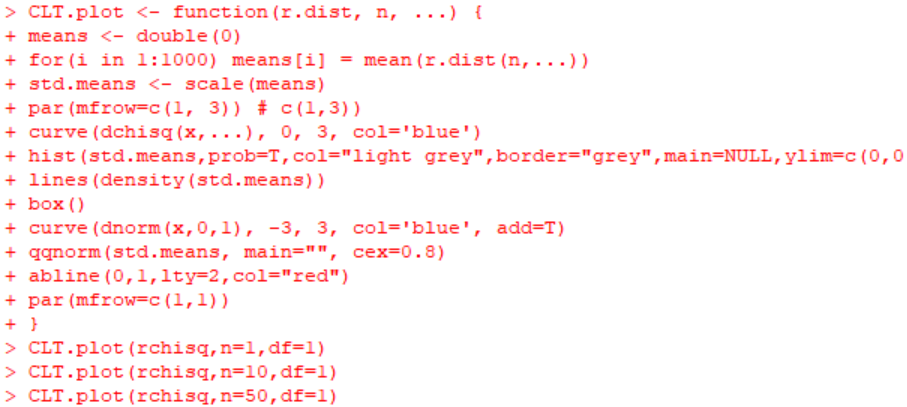 > CLT.plot <- function(r.dist, n, ...) {
+ means <- double(0)
+ for(i in 1:1000) means[i] = mean(r.dist(n,...))
+ std.means <- scale(means)
+ par(mfrow=c(1, 3)) # c(1,3))
+ curve(dchisq(x,...), 0, 3, col='blue')
+ hist(std.means,prob=T,col="light grey",border="grey",main=NULL,ylim=c(0,0
+ lines(density(std.means))
+ box()
+ curve(dnorm(x,0,1), -3, 3, col='blue', add=T)
+ qqnorm(std.means, main="", cex=0.8)
+ abline(0,1,lty=2,col="red")
+ par(mfrow=c(1,1))
+ }
> CLT.plot(rchisq,n=1,df=1)
> CLT.plot(rchisq,n=10,df=1)
> CLT.plot(rchisq,n=50,df=1)